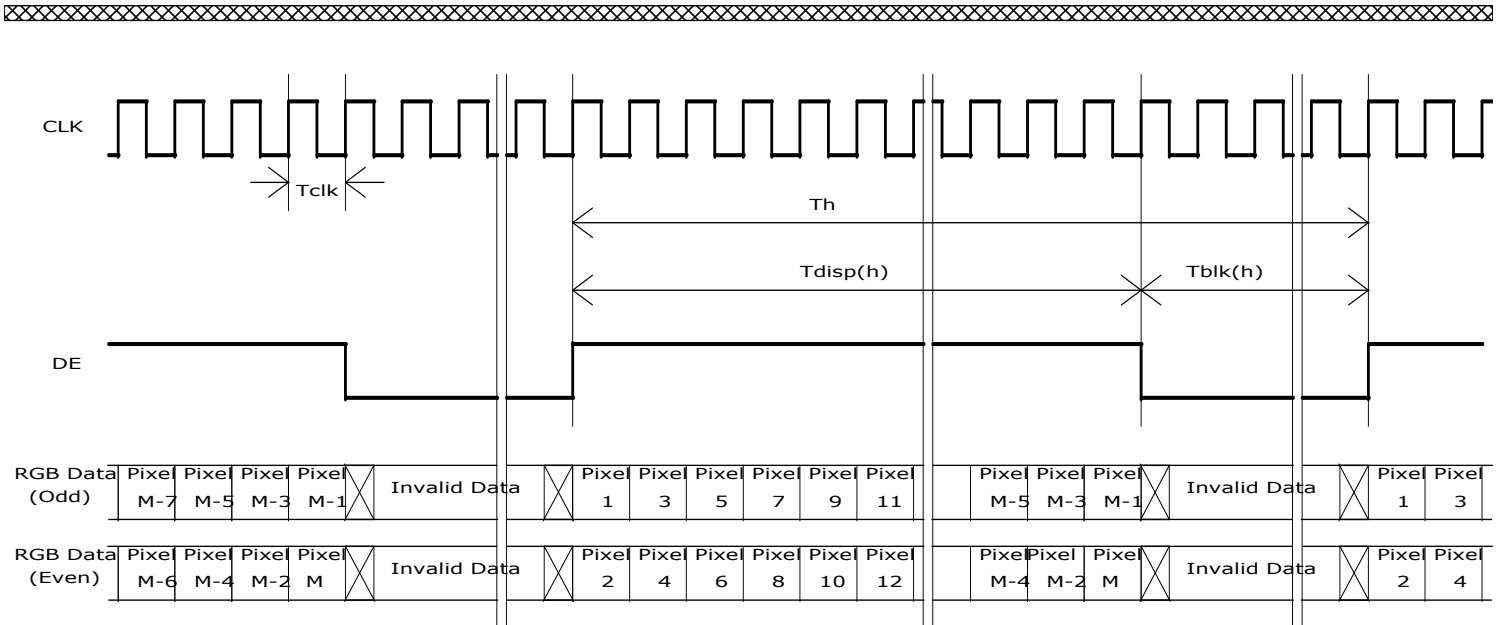 CLK
Tclk
Th
Tdisp(h)
Tblk(h)
DE
RGB Data (Odd)
Pixel M-7 Pixel M-5 Pixel M-3 Pixel M-1 Invalid Data Pixel 1 Pixel 3 Pixel 5 Pixel 7 Pixel 9 Pixel 11 Pixel M-5 Pixel M-3 Pixel M-1 Invalid Data Pixel 1 Pixel 3
RGB Data (Even)
Pixel M-6 Pixel M-4 Pixel M-2 Pixel M Invalid Data Pixel 2 Pixel 4 Pixel 6 Pixel 8 Pixel 10 Pixel 12 Pixel M-4 Pixel M-2 Pixel M Invalid Data Pixel 2 Pixel 4